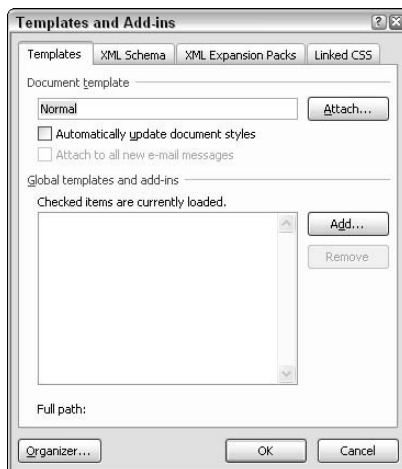 Templates and Add-ins
Templates XML Schema XML Expansion Packs Linked CSS
Document template
Normal Attach...
Automatically update document styles
Attach to all new e-mail messages
Global templates and add-ins
Checked items are currently loaded.
Add...
Remove
Full path:
Organizer... OK Cancel